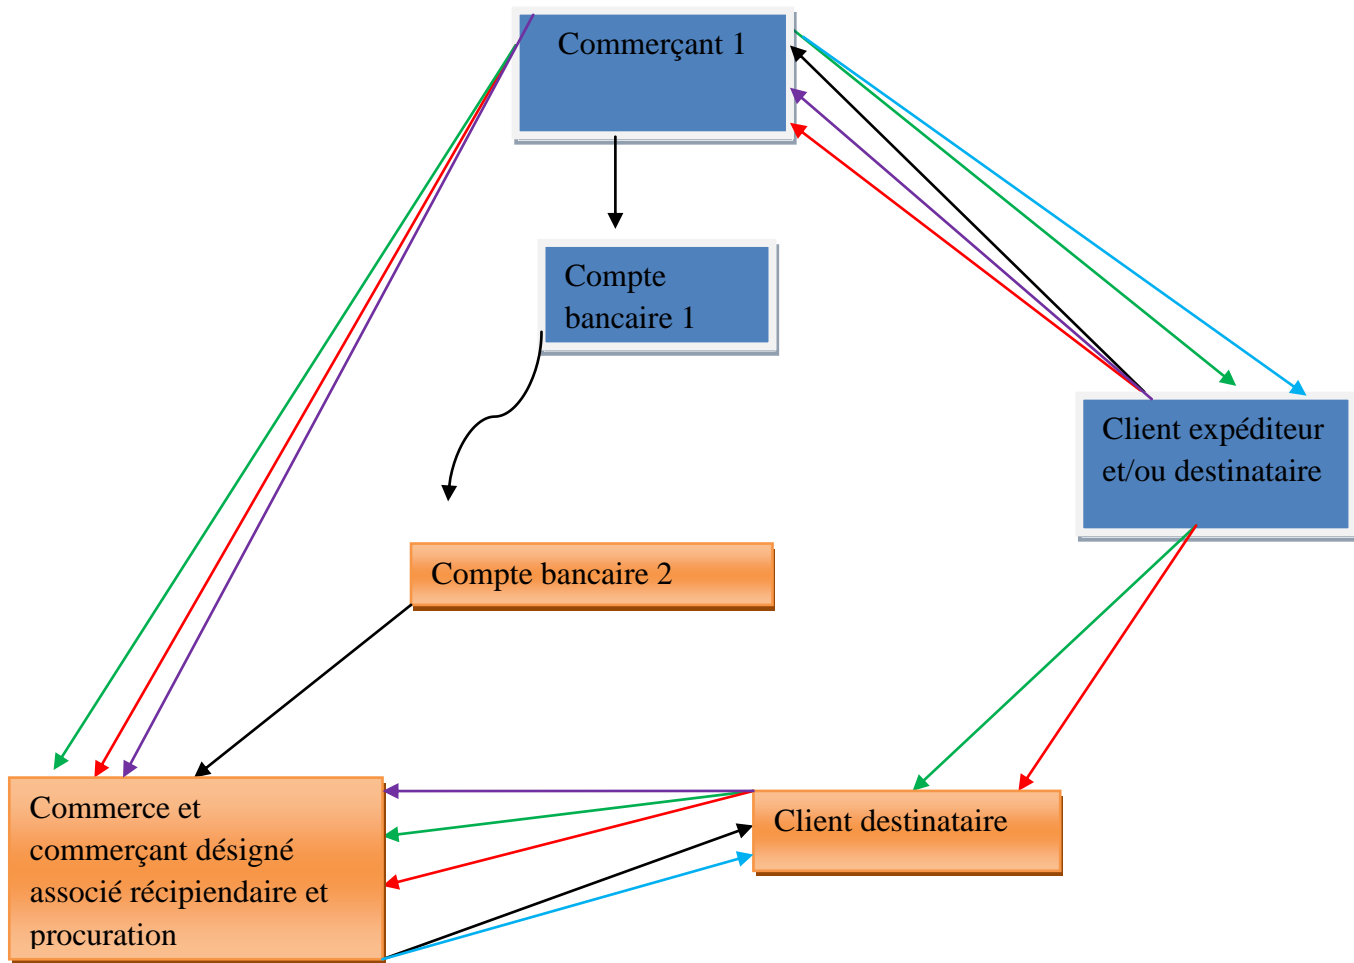 Commerçant 1
Compte
bancaire 1
Client expéditeur
et/ou destinataire
Compte bancaire 2
Commerce et
commerçant désigné
associé récipiendaire et
procuration
Client destinataire